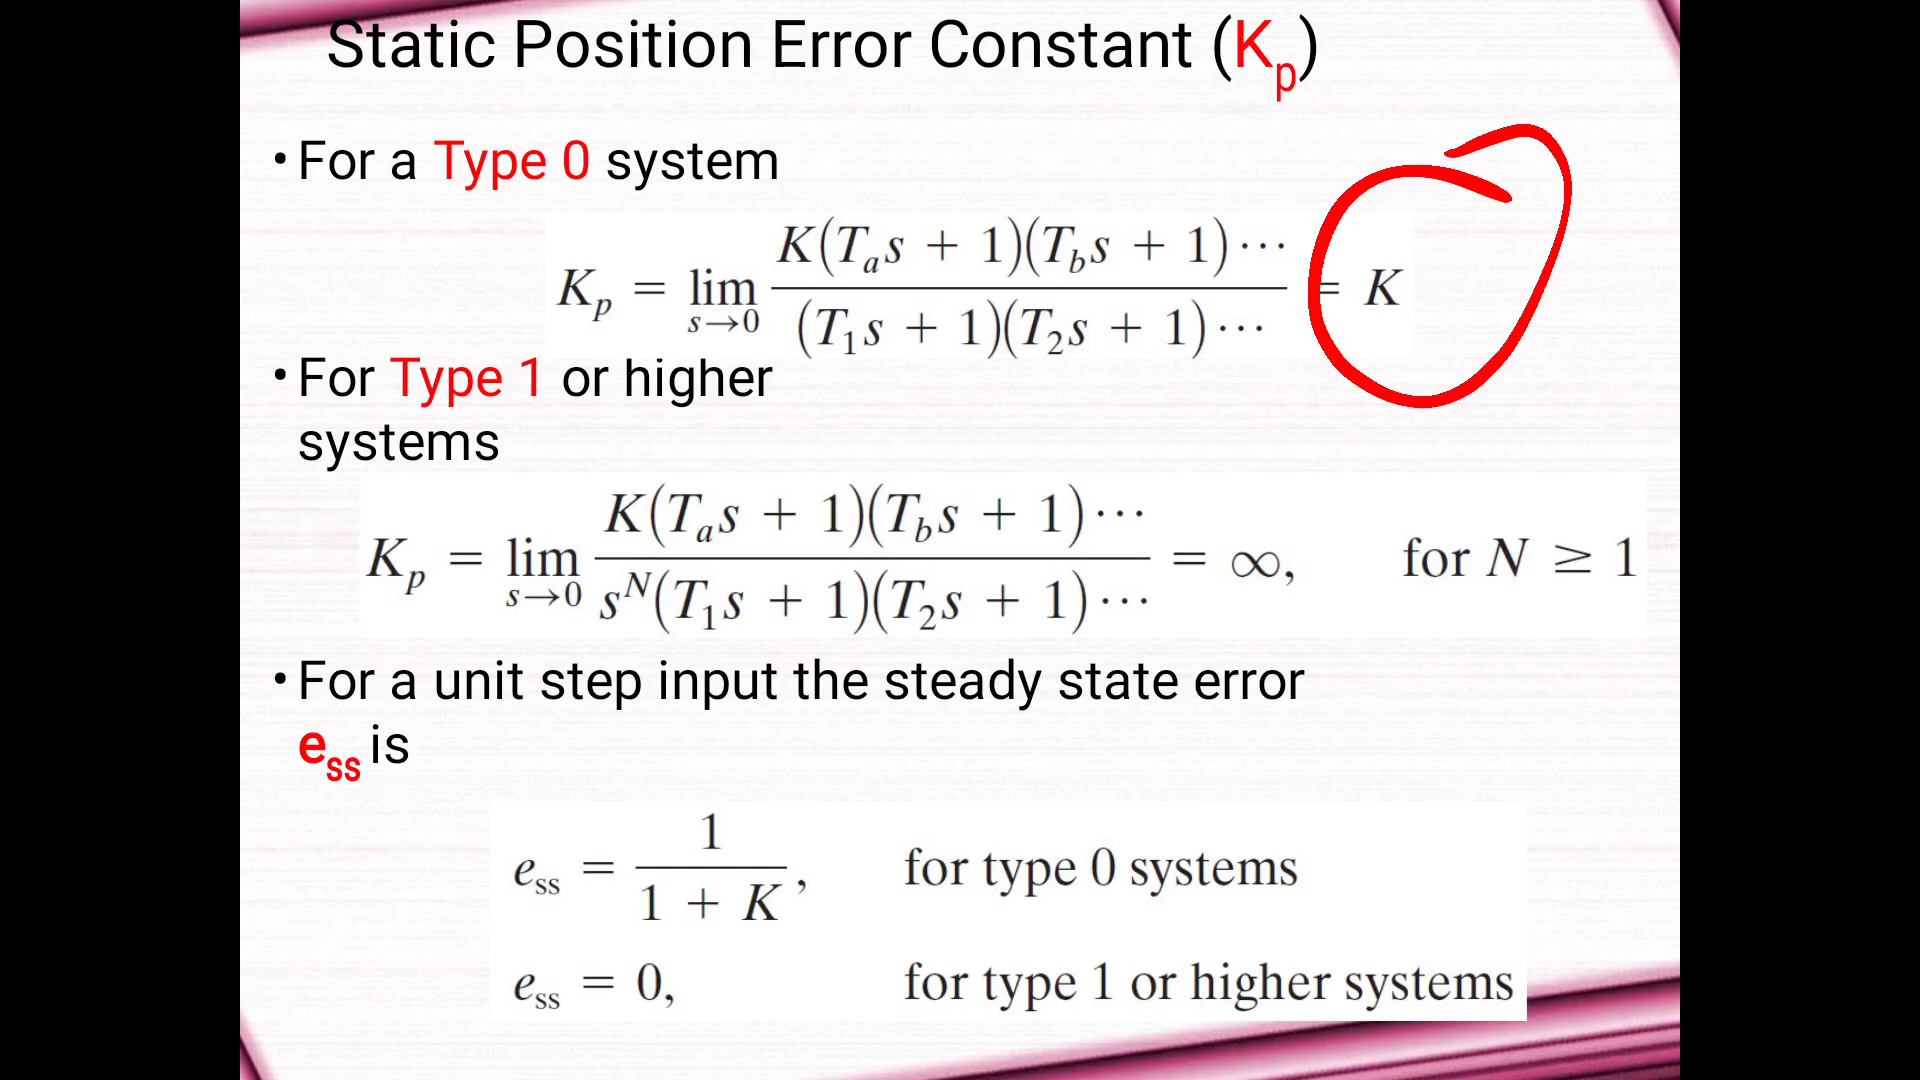 Static Position Error Constant (Kp)
• For a Type 0 system
Kp = lim s→0 K(Tas + 1)(Tbs + 1)··· / (T1s + 1)(T2s + 1)··· = K
• For Type 1 or higher
systems
Kp = lim s→0 K(Tas + 1)(Tbs + 1)··· / s^N(T1s + 1)(T2s + 1)··· = ∞, for N ≥ 1
• For a unit step input the steady state error
ess is
ess = 1 / 1 + K, for type 0 systems
ess = 0, for type 1 or higher systems